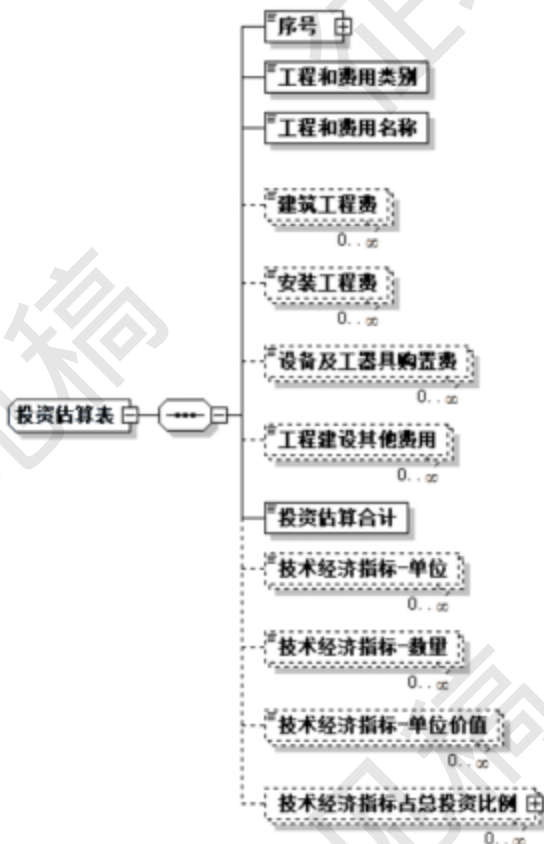 序号
工程和费用类别
工程和费用名称
建筑工程费
0..∞
安装工程费
0..∞
设备及工器具购置费
0..∞
投资估算表
工程建设其他费用
0..∞
投资估算合计
技术经济指标-单位
0..∞
技术经济指标-数量
0..∞
技术经济指标-单位价值
0..∞
技术经济指标占总投资比例
0..∞